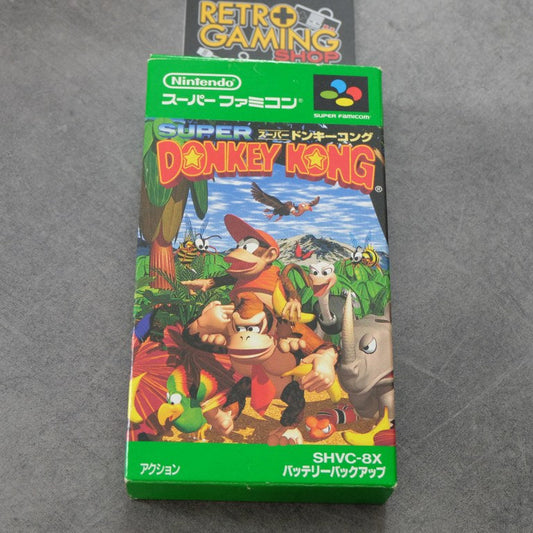 RETRO
GAMING
SHOP
Nintendo
スーパーファミコン®
SUPER FAMICOM™
SUPER スーパードンキーコング
DONKEY KONG®
SHVC-8X
アクション バッテリーバックアップ